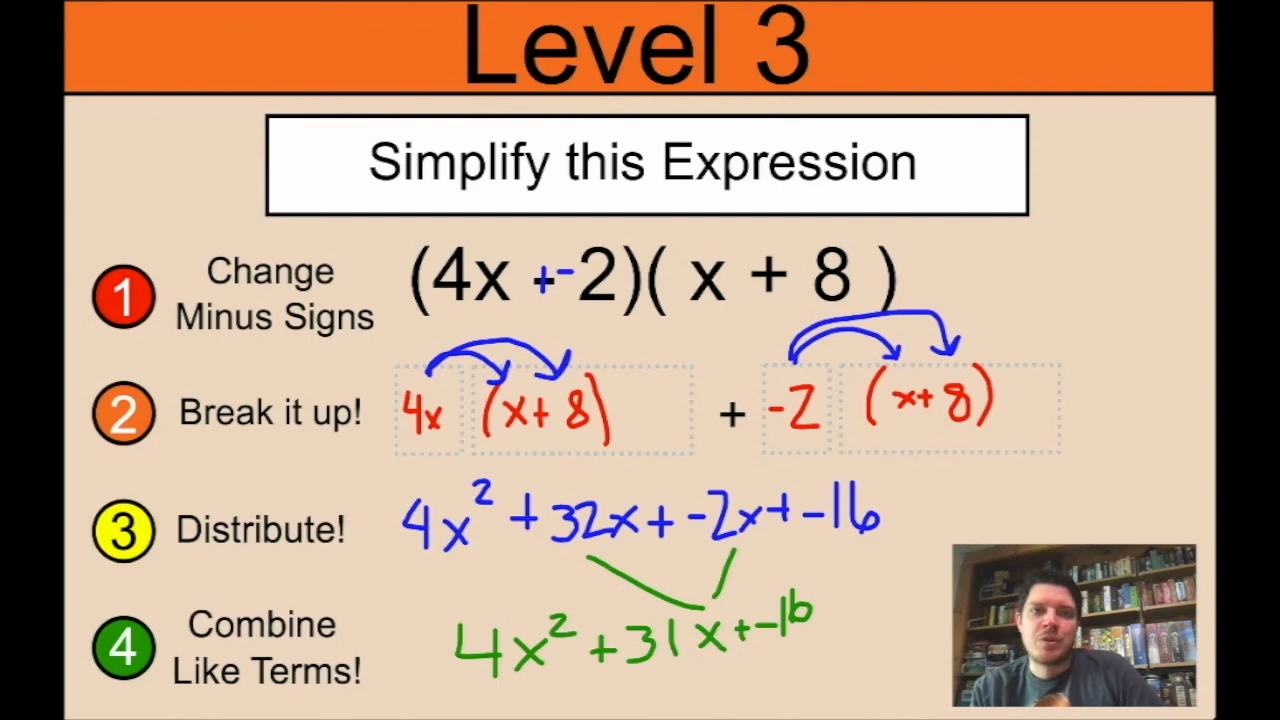 Level 3
Simplify this Expression
1 Change Minus Signs (4x +-2)( x + 8 )
2 Break it up! 4x (x+8) + -2 (x+8)
3 Distribute! 4x² +32x+ -2x+ -16
4 Combine Like Terms! 4x² +31x+-16